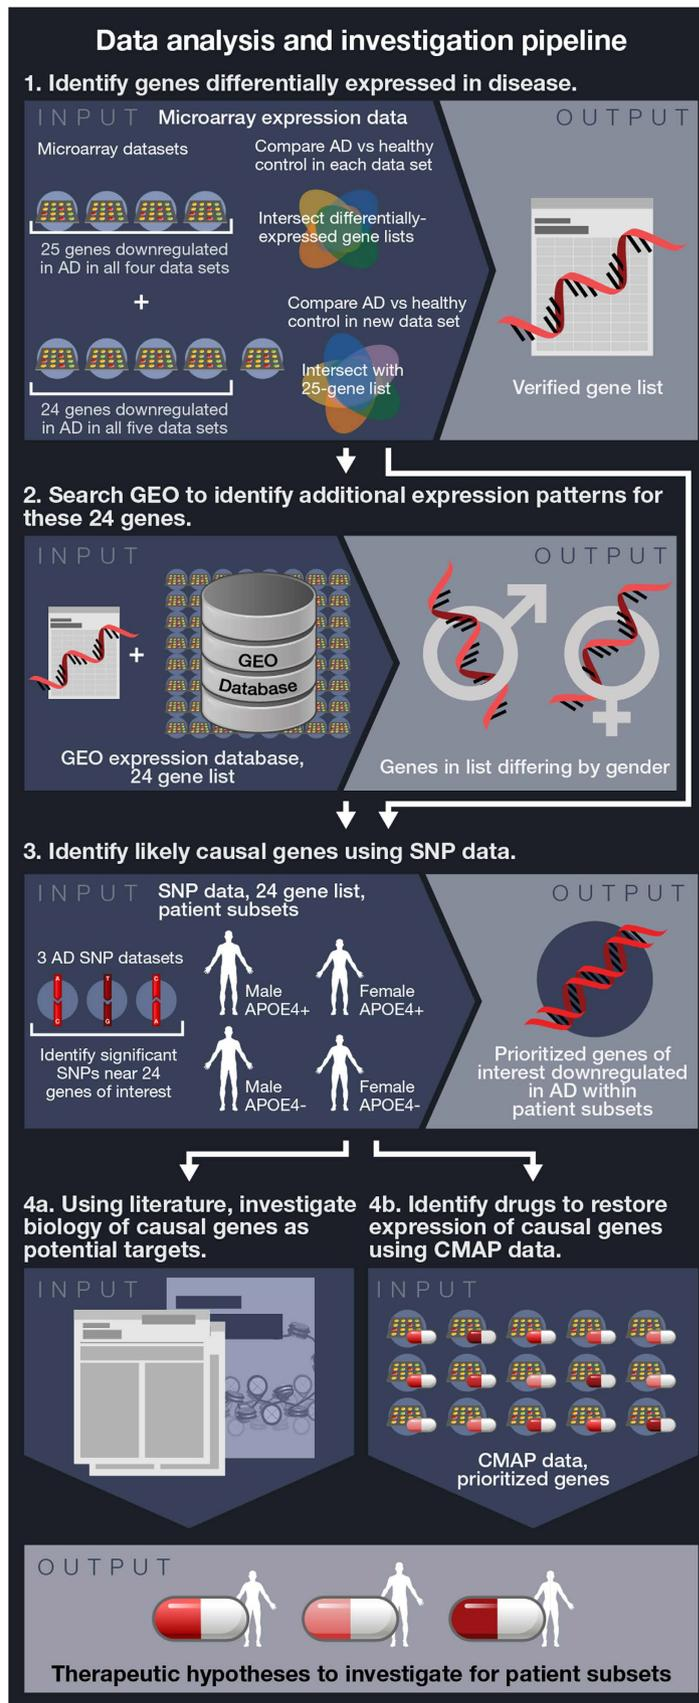 Data analysis and investigation pipeline
1. Identify genes differentially expressed in disease.
INPUT Microarray expression data
OUTPUT
Microarray datasets
Compare AD vs healthy
control in each data set
Intersect differentially-
expressed gene lists
25 genes downregulated
in AD in all four data sets
+
Compare AD vs healthy
control in new data set
Intersect with
25-gene list
24 genes downregulated
in AD in all five data sets
Verified gene list
2. Search GEO to identify additional expression patterns for
these 24 genes.
INPUT
OUTPUT
+
GEO
Database
GEO expression database,
24 gene list
Genes in list differing by gender
3. Identify likely causal genes using SNP data.
INPUT SNP data, 24 gene list,
patient subsets
OUTPUT
3 AD SNP datasets
A T C
C G A
Identify significant
SNPs near 24
genes of interest
Male
APOE4+
Female
APOE4+
Male
APOE4-
Female
APOE4-
Prioritized genes of
interest downregulated
in AD within
patient subsets
4a. Using literature, investigate
biology of causal genes as
potential targets.
4b. Identify drugs to restore
expression of causal genes
using CMAP data.
INPUT
INPUT
CMAP data,
prioritized genes
OUTPUT
Therapeutic hypotheses to investigate for patient subsets